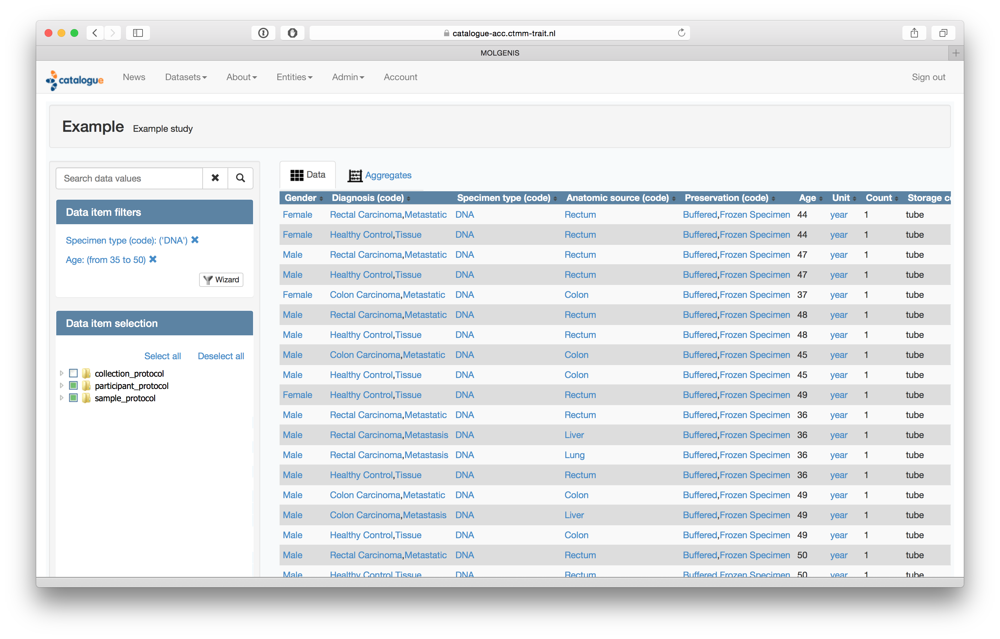 catalogue-acc.ctmm-trait.nl
MOLGENIS
catalogue News Datasets About Entities Admin Account Sign out
Example Example study
Search data values
Data item filters
Specimen type (code): ('DNA')
Age: (from 35 to 50)
Wizard
Data item selection
Select all Deselect all
collection_protocol
participant_protocol
sample_protocol
Data Aggregates
Gender Diagnosis (code) Specimen type (code) Anatomic source (code) Preservation (code) Age Unit Count Storage
Female Rectal Carcinoma,Metastatic DNA Rectum Buffered,Frozen Specimen 44 year 1 tube
Female Healthy Control,Tissue DNA Rectum Buffered,Frozen Specimen 44 year 1 tube
Male Rectal Carcinoma,Metastatic DNA Rectum Buffered,Frozen Specimen 47 year 1 tube
Male Healthy Control,Tissue DNA Rectum Buffered,Frozen Specimen 47 year 1 tube
Female Colon Carcinoma,Metastatic DNA Colon Buffered,Frozen Specimen 37 year 1 tube
Male Rectal Carcinoma,Metastatic DNA Rectum Buffered,Frozen Specimen 48 year 1 tube
Male Healthy Control,Tissue DNA Rectum Buffered,Frozen Specimen 48 year 1 tube
Male Colon Carcinoma,Metastatic DNA Colon Buffered,Frozen Specimen 45 year 1 tube
Male Healthy Control,Tissue DNA Colon Buffered,Frozen Specimen 45 year 1 tube
Female Healthy Control,Tissue DNA Rectum Buffered,Frozen Specimen 49 year 1 tube
Male Rectal Carcinoma,Metastatic DNA Rectum Buffered,Frozen Specimen 36 year 1 tube
Male Rectal Carcinoma,Metastasis DNA Liver Buffered,Frozen Specimen 36 year 1 tube
Male Rectal Carcinoma,Metastasis DNA Lung Buffered,Frozen Specimen 36 year 1 tube
Male Healthy Control,Tissue DNA Rectum Buffered,Frozen Specimen 36 year 1 tube
Male Colon Carcinoma,Metastatic DNA Colon Buffered,Frozen Specimen 49 year 1 tube
Male Colon Carcinoma,Metastasis DNA Liver Buffered,Frozen Specimen 49 year 1 tube
Male Healthy Control,Tissue DNA Colon Buffered,Frozen Specimen 49 year 1 tube
Male Rectal Carcinoma,Metastatic DNA Rectum Buffered,Frozen Specimen 50 year 1 tube
Male Healthy Control,Tissue DNA Rectum Buffered,Frozen Specimen 50 year 1 tube